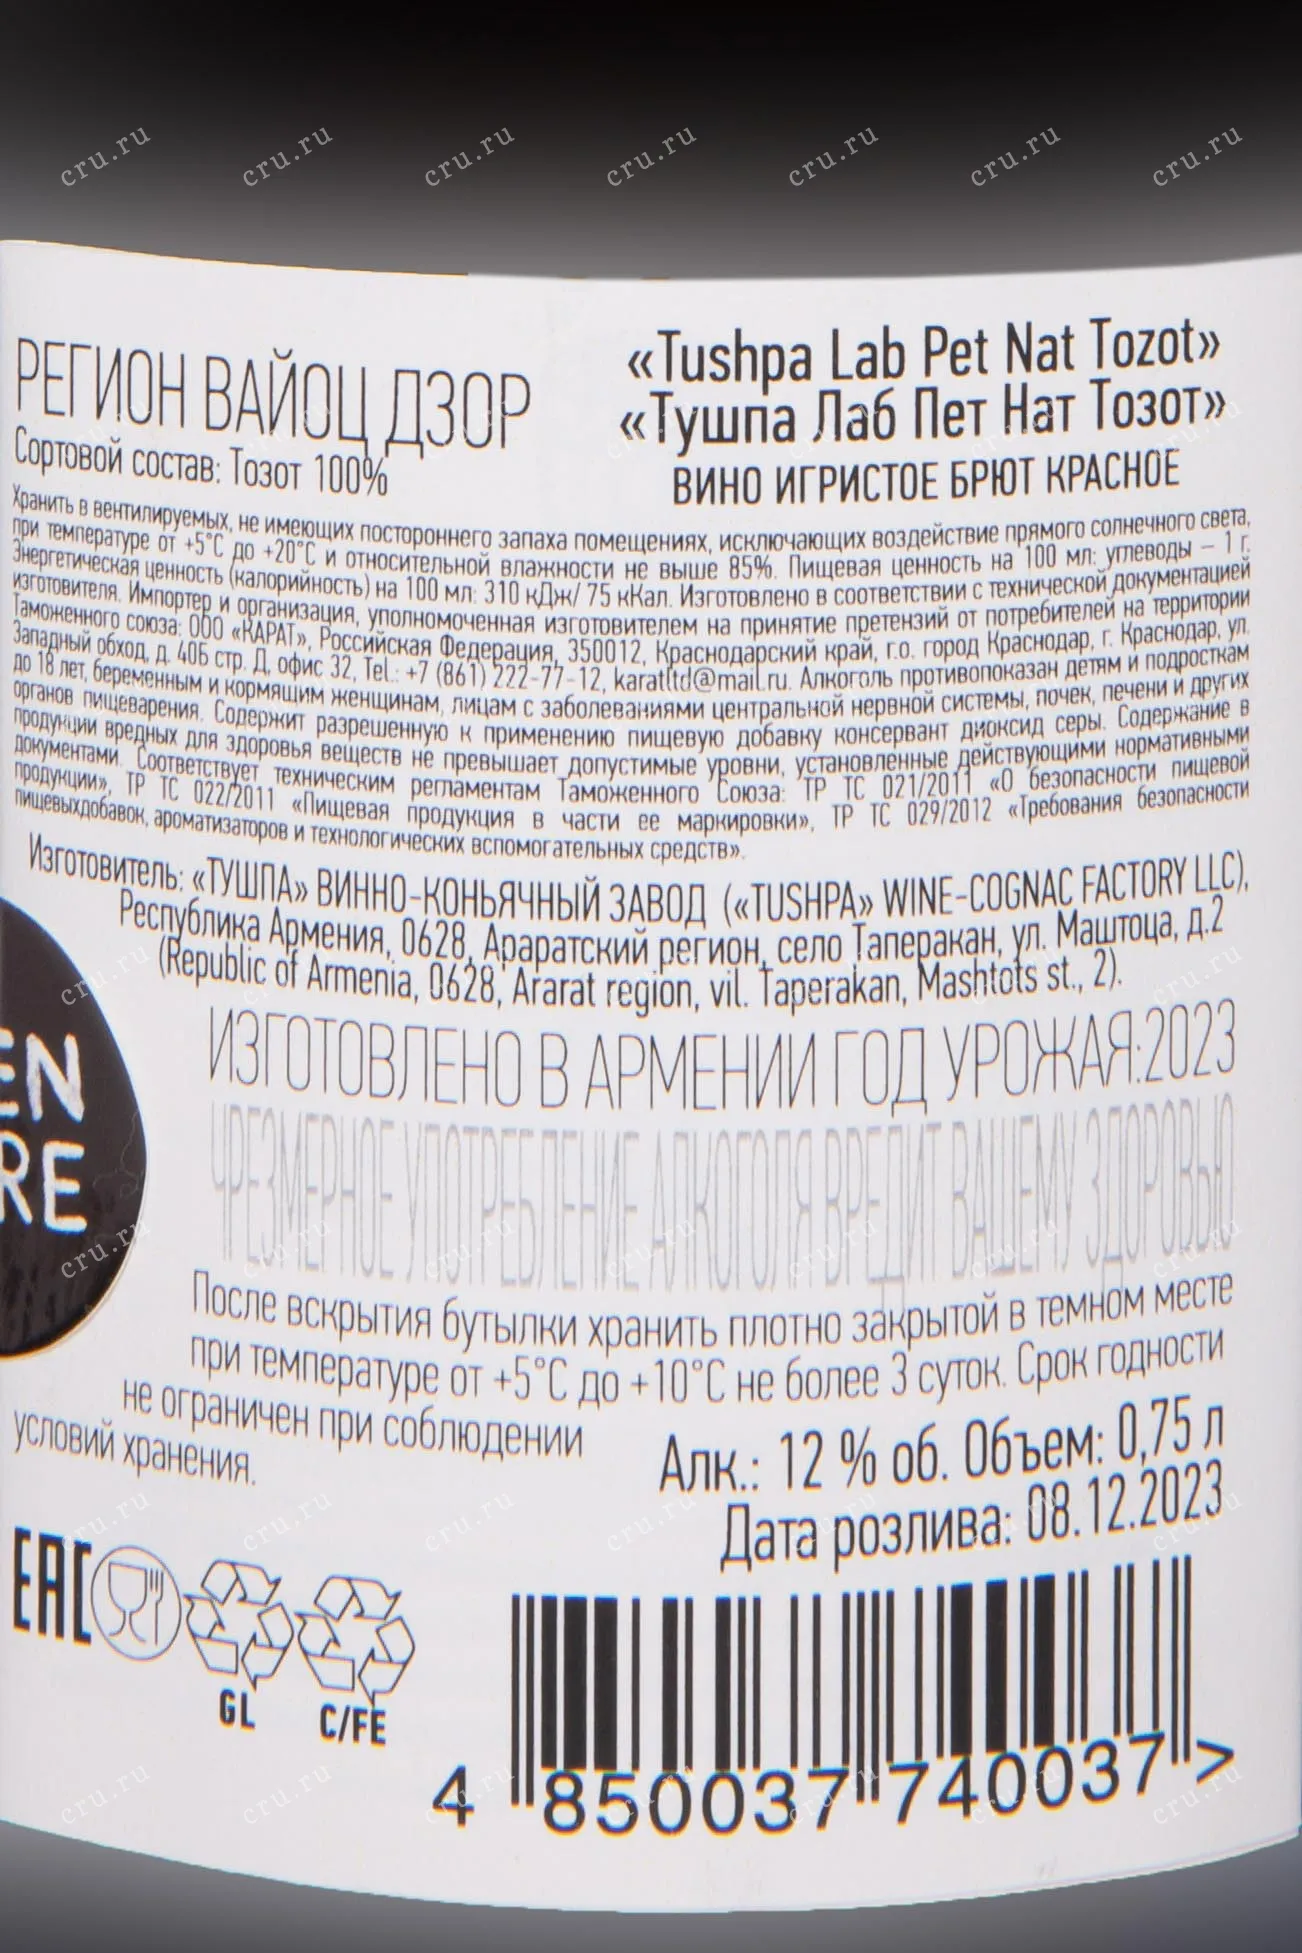 РЕГИОН ВАЙОЦ ДЗОР
Сортовой состав: Тозот 100%
«Tushpa Lab Pet Nat Tozot»
«Тушпа Лаб Пет Нат Тозот»
ВИНО ИГРИСТОЕ БРЮТ КРАСНОЕ
Хранить в вентилируемых, не имеющих постороннего запаха помещениях, исключающих воздействие прямого солнечного света,
при температуре от +5°C до +20°C и относительной влажности не выше 85%. Пищевая ценность на 100 мл: углеводы – 1 г.
Энергетическая ценность (калорийность) на 100 мл: 310 кДж/ 75 кКал. Изготовлено в соответствии с технической документацией
изготовителя. Импортер и организация, уполномоченная изготовителем на принятие претензий от потребителей на территории
Таможенного союза: ООО «КАРАТ», Российская Федерация, 350012, Краснодарский край, г.о. город Краснодар, г. Краснодар, ул.
Западный обход, д. 40Б стр. Д, офис 32, Tel.: +7 (861) 222-77-12, karatltd@mail.ru. Алкоголь противопоказан детям и подросткам
до 18 лет, беременным и кормящим женщинам, лицам с заболеваниями центральной нервной системы, почек, печени и других
органов пищеварения. Содержит разрешенную к применению пищевую добавку консервант диоксид серы. Содержание в
продукции вредных для здоровья веществ не превышает допустимые уровни, установленные действующими нормативными
документами. Соответствует техническим регламентам Таможенного Союза: ТР ТС 021/2011 «О безопасности пищевой
продукции», ТР ТС 022/2011 «Пищевая продукция в части ее маркировки», ТР ТС 029/2012 «Требования безопасности
пищевыхдобавок, ароматизаторов и технологических вспомогательных средств».
Изготовитель: «ТУШПА» ВИННО-КОНЬЯЧНЫЙ ЗАВОД («TUSHPA» WINE-COGNAC FACTORY LLC),
Республика Армения, 0628, Араратский регион, село Таперакан, ул. Маштоца, д.2
(Republic of Armenia, 0628, Ararat region, vil. Taperakan, Mashtots st., 2).
ИЗГОТОВЛЕНО В АРМЕНИИ ГОД УРОЖАЯ:2023
ЧРЕЗМЕРНОЕ УПОТРЕБЛЕНИЕ АЛКОГОЛЯ ВРЕДИТ ВАШЕМУ ЗДОРОВЬЮ
После вскрытия бутылки хранить плотно закрытой в темном месте
при температуре от +5°C до +10°C не более 3 суток. Срок годности
не ограничен при соблюдении
условий хранения.
Алк.: 12 % об. Объем: 0,75 л
Дата розлива: 08.12.2023
EAC
GL
C/FE
4 850037 740037 >
EN
RE
cru.ru